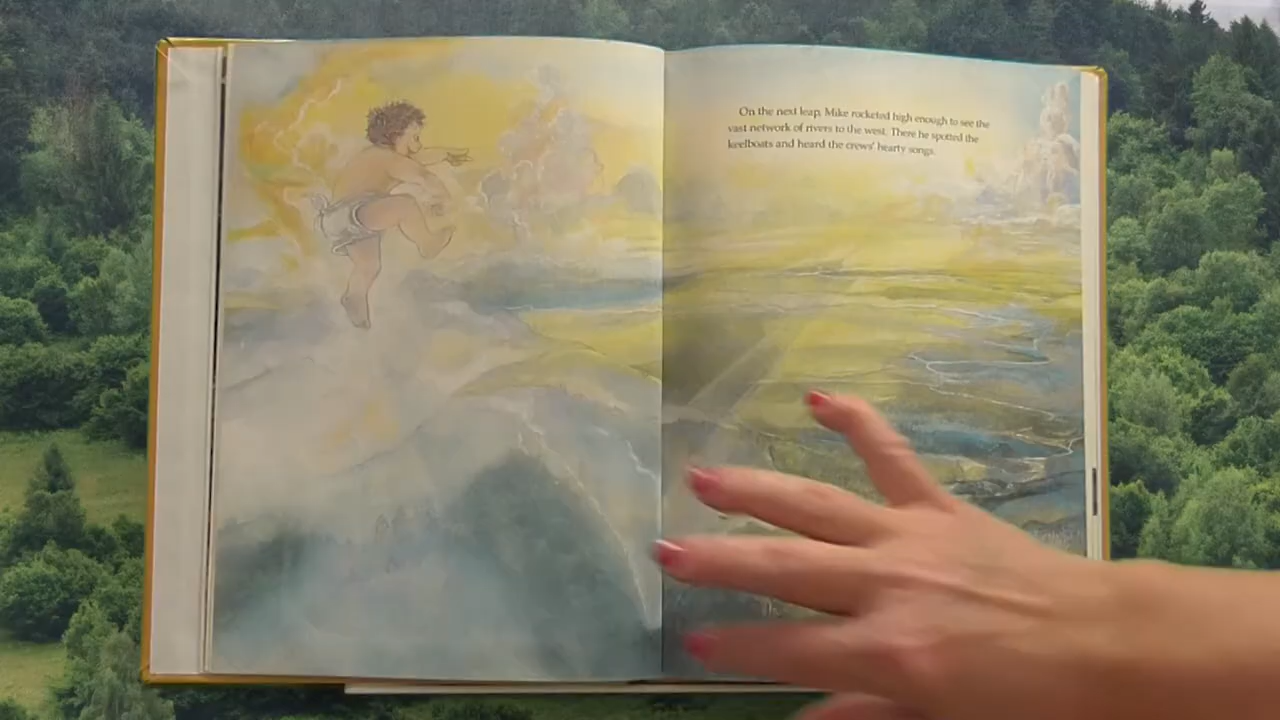 On the next leap, Mike rocketed high enough to see the
vast network of rivers to the west. There he spotted the
keelboats and heard the crews' hearty songs.